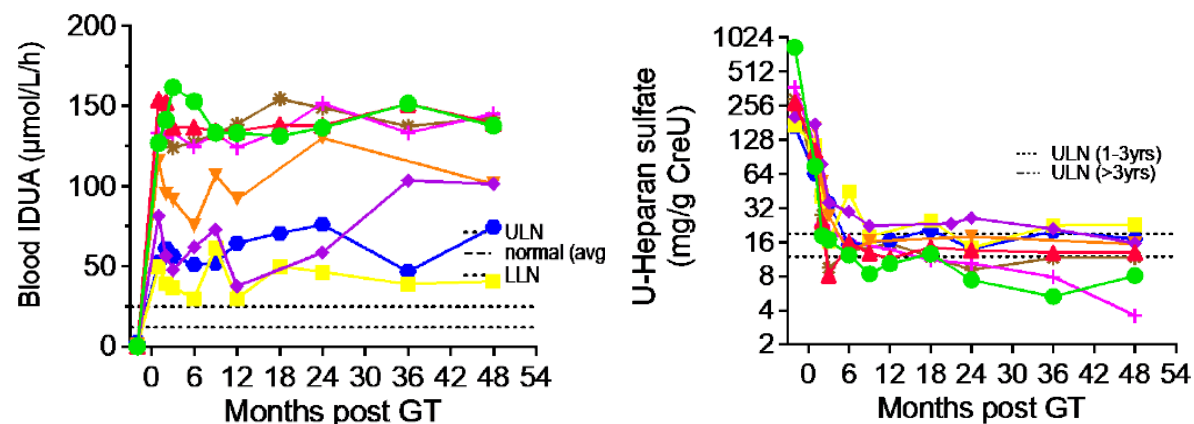 Blood IDUA (µmol/L/h)
200
150
100
50
0
0 6 12 18 24 30 36 42 48 54
Months post GT
ULN
normal (avg
LLN
U-Heparan sulfate
(mg/g CreU)
1024
512
256
128
64
32
16
8
4
2
0 6 12 18 24 30 36 42 48 54
Months post GT
ULN (1-3yrs)
ULN (>3yrs)